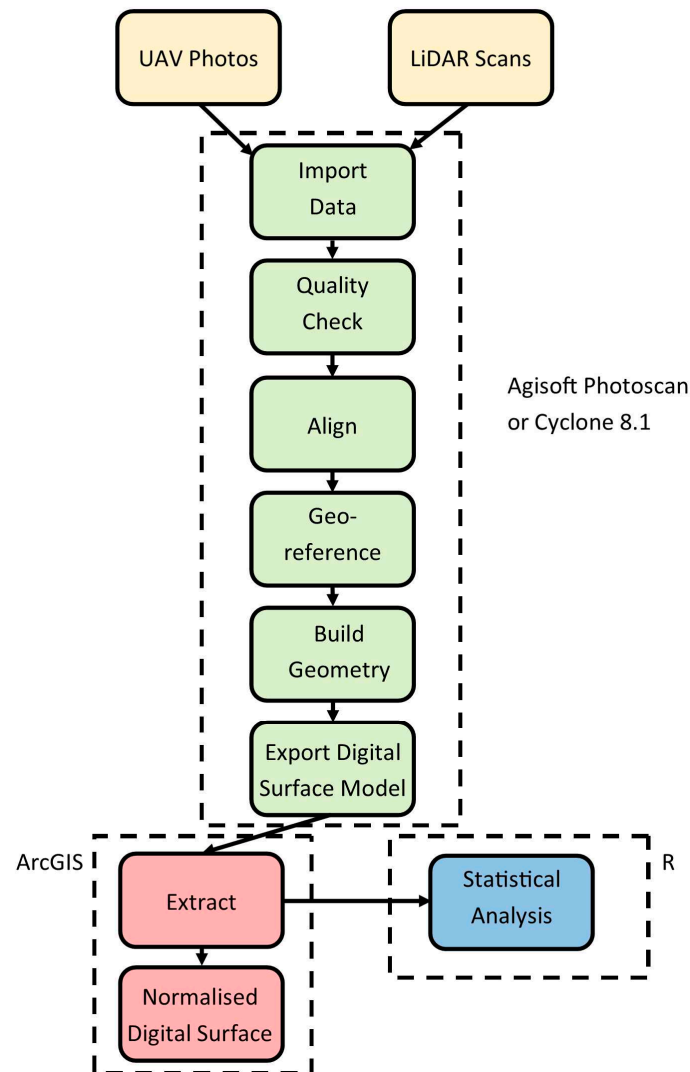 UAV Photos
LiDAR Scans
Import
Data
Quality
Check
Align
Geo-
reference
Build
Geometry
Export Digital
Surface Model
Agisoft Photoscan
or Cyclone 8.1
ArcGIS
Extract
Normalised
Digital Surface
Statistical
Analysis
R